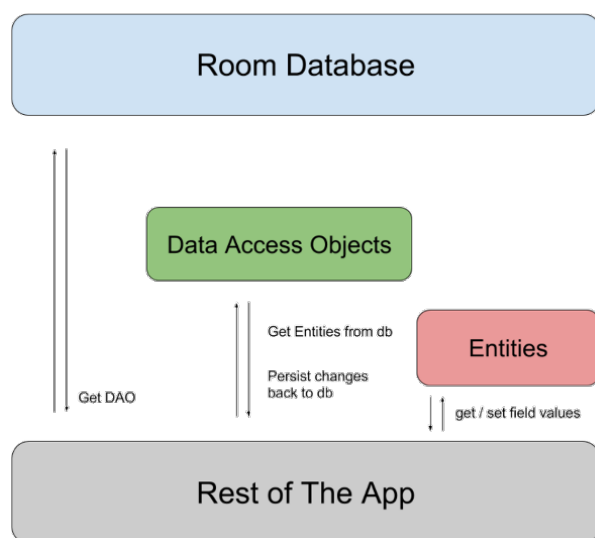 Room Database
Data Access Objects
Get Entities from db
Entities
Persist changes
back to db
Get DAO
get / set field values
Rest of The App